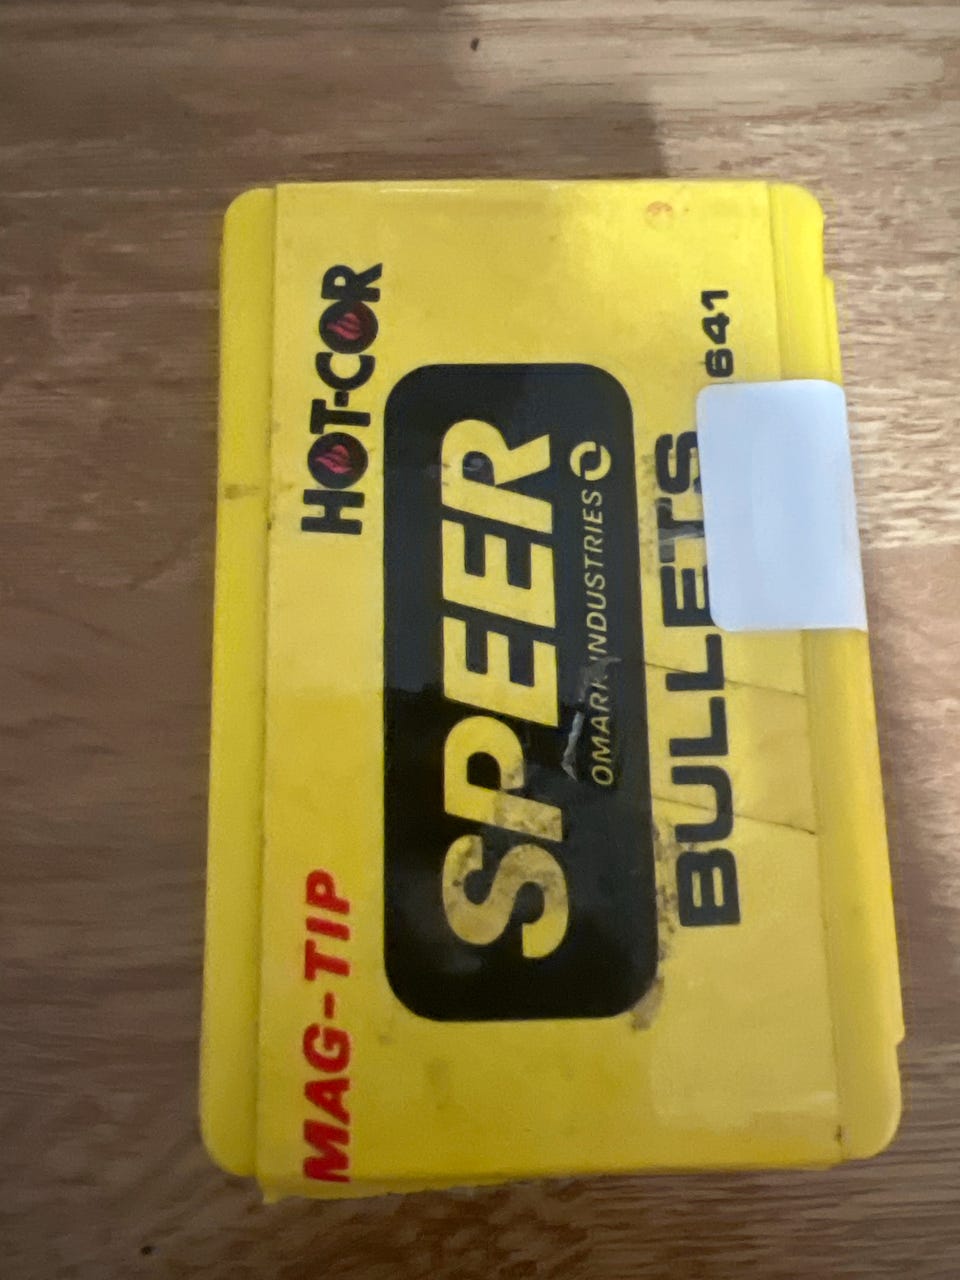 MAG-TIP HOT-COR
SPEER
OMARK INDUSTRIES
BULLETS 641